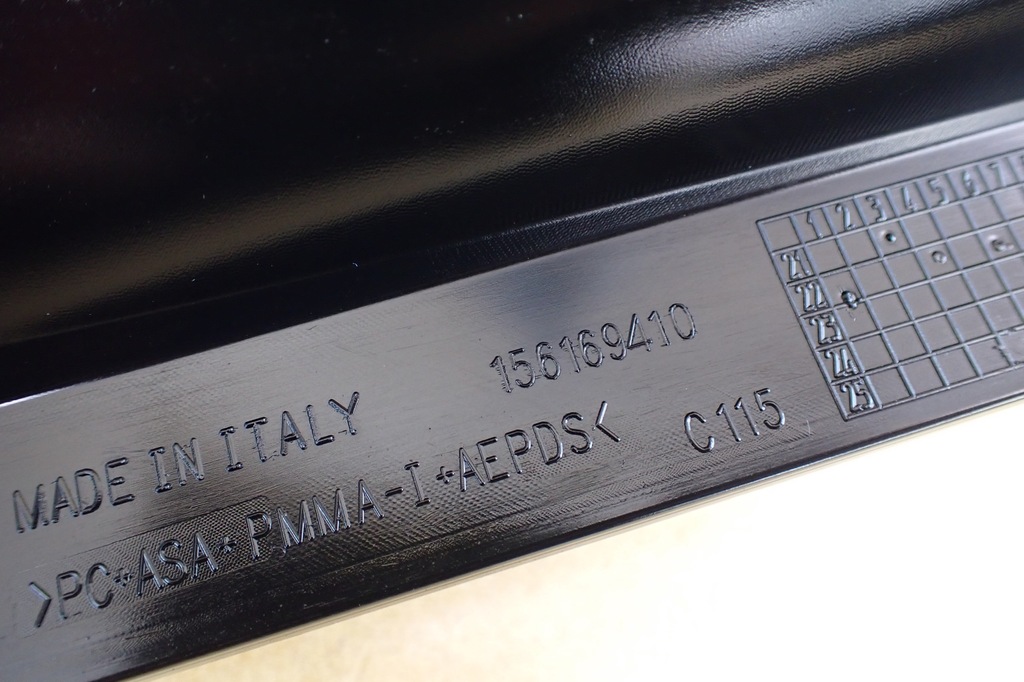 MADE IN ITALY
156169410
>PC+ASA+PMMA-I+AEPDS<
C115
1 2 3 4 5 6 7
21
22
23
24
25